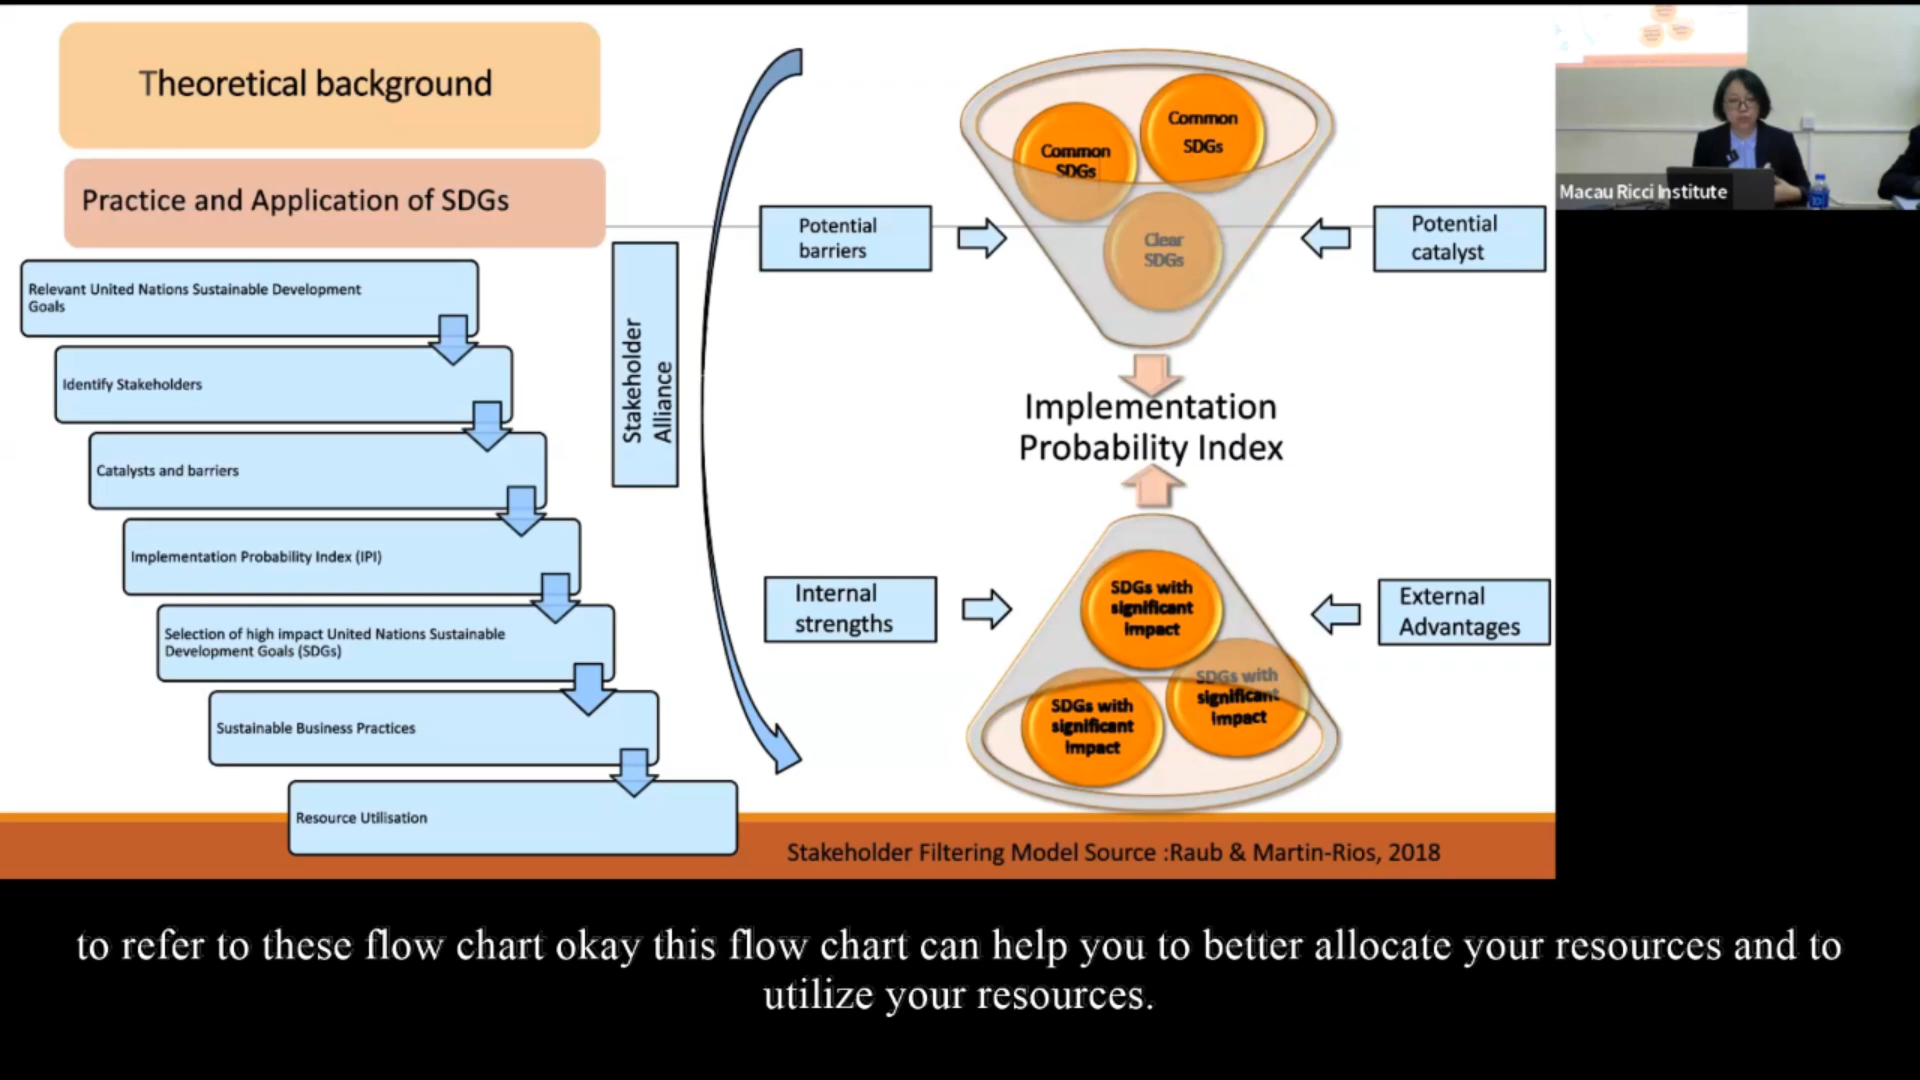 Theoretical background
Practice and Application of SDGs
Relevant United Nations Sustainable Development
Goals
Identify Stakeholders
Catalysts and barriers
Implementation Probability Index (IPI)
Selection of high impact United Nations Sustainable
Development Goals (SDGs)
Sustainable Business Practices
Resource Utilisation
Stakeholder
Alliance
Common
SDGs
Common
SDGs
Clear
SDGs
Potential
barriers
Potential
catalyst
Implementation
Probability Index
Internal
strengths
External
Advantages
SDGs with
significant
impact
SDGs with
significant
impact
SDGs with
significant
impact
Stakeholder Filtering Model Source :Raub & Martin-Rios, 2018
Macau Ricci Institute
to refer to these flow chart okay this flow chart can help you to better allocate your resources and to
utilize your resources.